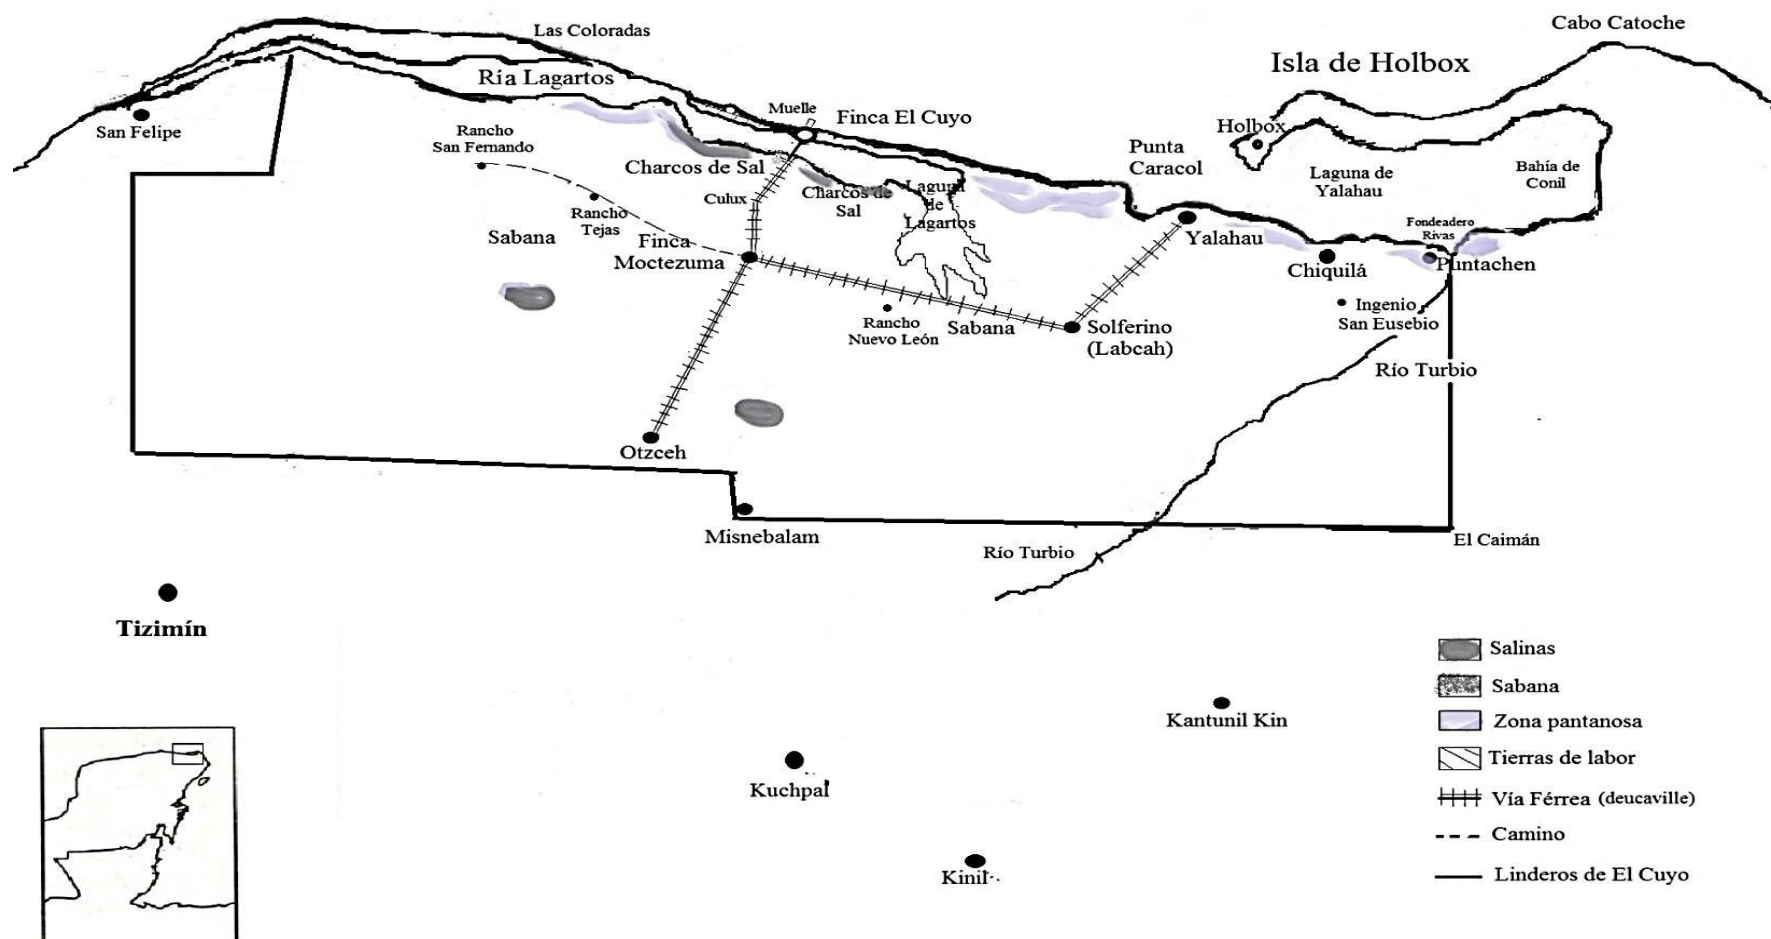 Cabo Catoche
Las Coloradas
Isla de Holbox
Ría Lagartos
Muelle
Finca El Cuyo
San Felipe
Rancho
San Fernando
Holbox
Punta
Caracol
Charcos de Sal
Laguna de
Yalahau
Bahía de
Conil
Culux
Charcos de
Sal
Laguna
de
Lagartos
Rancho
Tejas
Sabana
Finca
Moctezuma
Yalahau
Fondeadero
Rivas
Chiquilá
Puntachen
Ingenio
San Eusebio
Rancho
Nuevo León
Sabana
Solferino
(Labcah)
Río Turbio
Otzceh
Misnebalam
Río Turbio
El Caimán
Tizimín
Kantunil Kin
Kuchpal
Kinil
Salinas
Sabana
Zona pantanosa
Tierras de labor
Vía Férrea (deucaville)
Camino
Linderos de El Cuyo